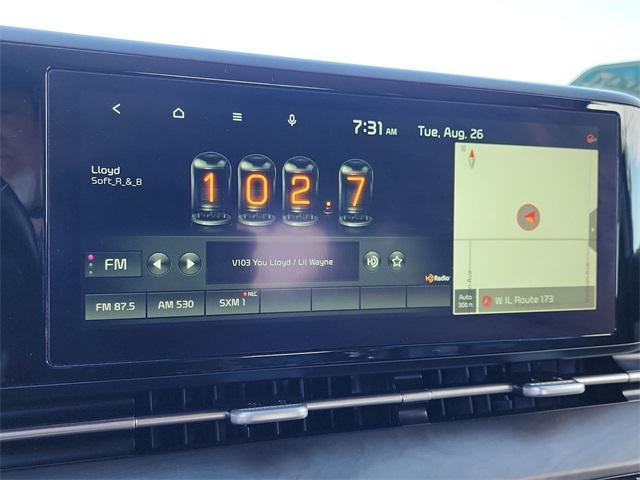 7:31 AM
Tue, Aug, 26
Lloyd
Soft_R_&_B
102.7
FM
V103 You Lloyd / Lil Wayne
HD
HD Radio
FM 87.5
AM 530
SXM 1
REC
Auto
300 ft
W IL Route 173
N